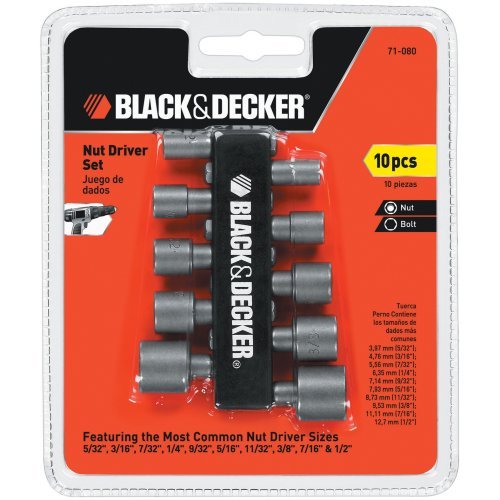 71-080
BLACK&DECKER®
Nut Driver
Set
Juego de
dados
10pcs
10 piezas
Nut
Bolt
BLACK&DECKER®
3/8
Tuerca
Perno Contiene
los tamaños de
dados más
comunes
3,97 mm (5/32");
4,76 mm (3/16");
5,56 mm (7/32");
6,35 mm (1/4");
7,14 mm (9/32");
7,93 mm (5/16");
8,73 mm (11/32");
9,53 mm (3/8");
11,11 mm (7/16");
12,7 mm (1/2")
Featuring the Most Common Nut Driver Sizes
5/32", 3/16", 7/32", 1/4", 9/32", 5/16", 11/32", 3/8", 7/16" & 1/2"